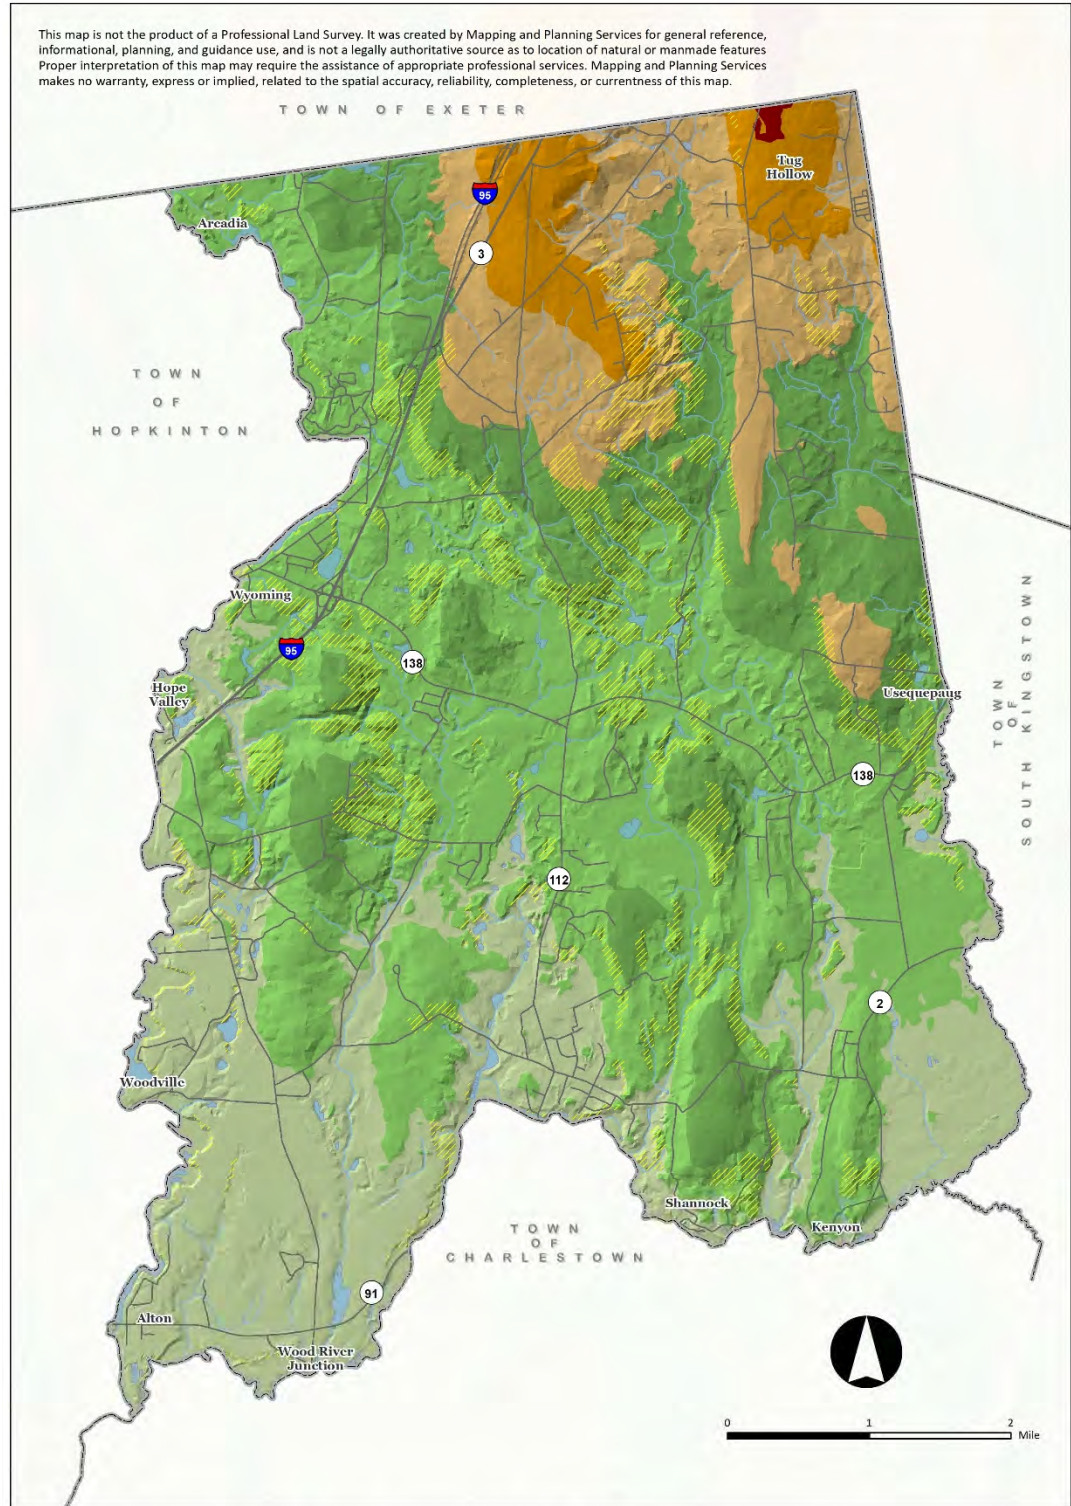 This map is not the product of a Professional Land Survey. It was created by Mapping and Planning Services for general reference,
informational, planning, and guidance use, and is not a legally authoritative source as to location of natural or manmade features
Proper interpretation of this map may require the assistance of appropriate professional services. Mapping and Planning Services
makes no warranty, express or implied, related to the spatial accuracy, reliability, completeness, or currentness of this map.
TOWN OF EXETER
Tug
Hollow
95
Arcadia
3
TOWN
OF
HOPKINTON
Wyoming
95
138
Hope
Valley
Usequepaug
TOWN
OF
SOUTH KINGSTOWN
138
112
2
Woodville
Shannock
Kenyon
TOWN
OF
CHARLESTOWN
91
Alton
Wood River
Junction
0 1 2
Mile